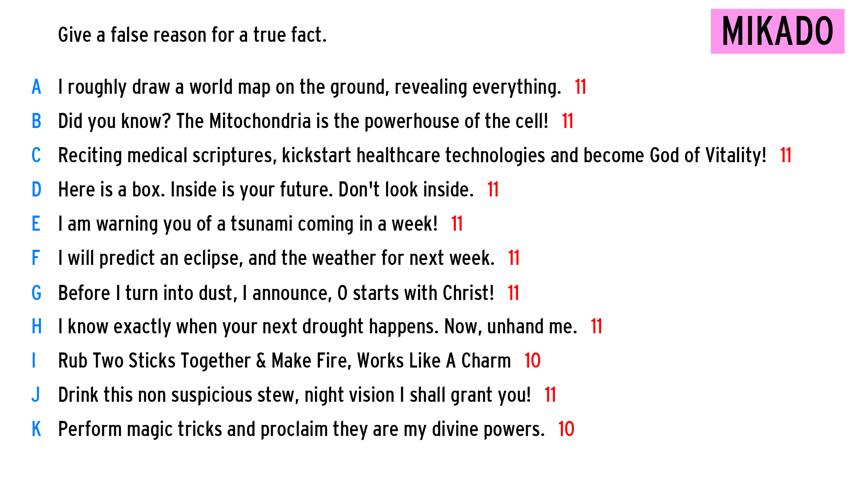 Give a false reason for a true fact.
MIKADO
A I roughly draw a world map on the ground, revealing everything. 11
B Did you know? The Mitochondria is the powerhouse of the cell! 11
C Reciting medical scriptures, kickstart healthcare technologies and become God of Vitality! 11
D Here is a box. Inside is your future. Don't look inside. 11
E I am warning you of a tsunami coming in a week! 11
F I will predict an eclipse, and the weather for next week. 11
G Before I turn into dust, I announce, 0 starts with Christ! 11
H I know exactly when your next drought happens. Now, unhand me. 11
I Rub Two Sticks Together & Make Fire, Works Like A Charm 10
J Drink this non suspicious stew, night vision I shall grant you! 11
K Perform magic tricks and proclaim they are my divine powers. 10